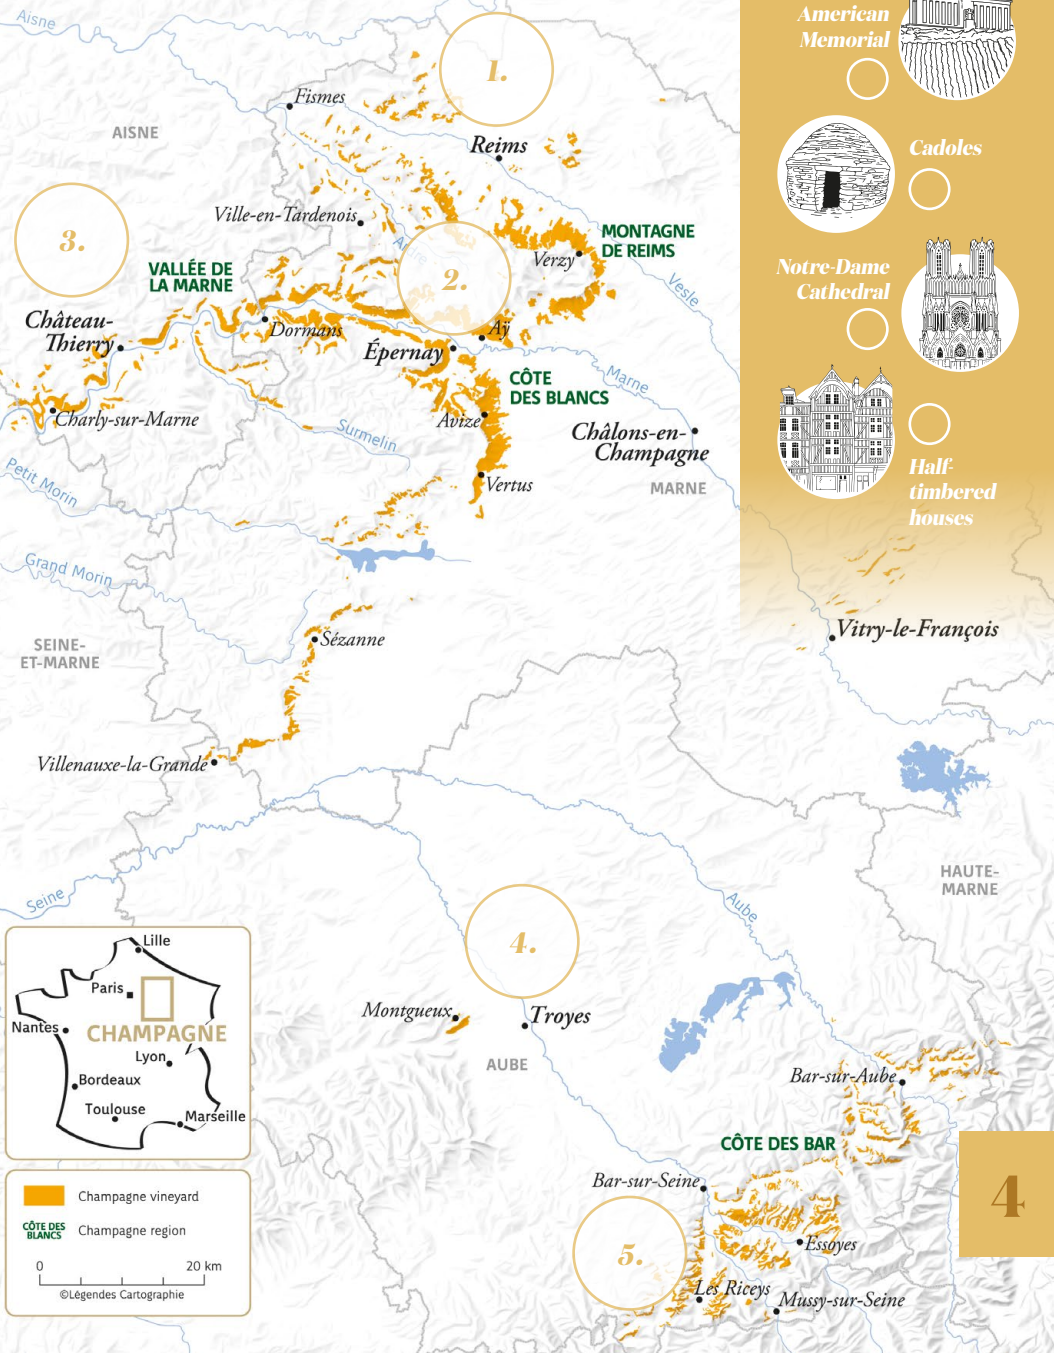 Aisne
American
Memorial
1.
Fismes
AISNE
Reims
Cadoles
Ville-en-Tardenois
3.
MONTAGNE
DE REIMS
Ardre
Verzy
VALLÉE DE
LA MARNE
2.
Vesle
Notre-Dame
Cathedral
Château-
Thierry
Dormans
Aÿ
Épernay
CÔTE
DES BLANCS
Marne
Charly-sur-Marne
Avize
Surmelin
Châlons-en-
Champagne
Petit Morin
Vertus
MARNE
Half-
timbered
houses
Grand Morin
Sézanne
Vitry-le-François
SEINE-
ET-MARNE
Villenauxe-la-Grande
HAUTE-
MARNE
Seine
Aube
4.
Lille
Paris
Nantes
CHAMPAGNE
Lyon
Bordeaux
Toulouse
Marseille
Montgueux
Troyes
AUBE
Bar-sur-Aube
CÔTE DES BAR
Bar-sur-Seine
4
5.
Essoyes
Les Riceys
Mussy-sur-Seine
Champagne vineyard
CÔTE DES
BLANCS
Champagne region
0 20 km
©Légendes Cartographie